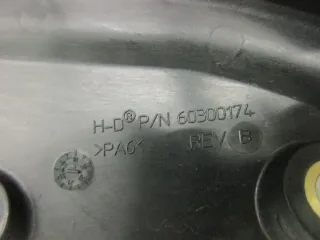 H-D® P/N 60300174
>PA6< REV B